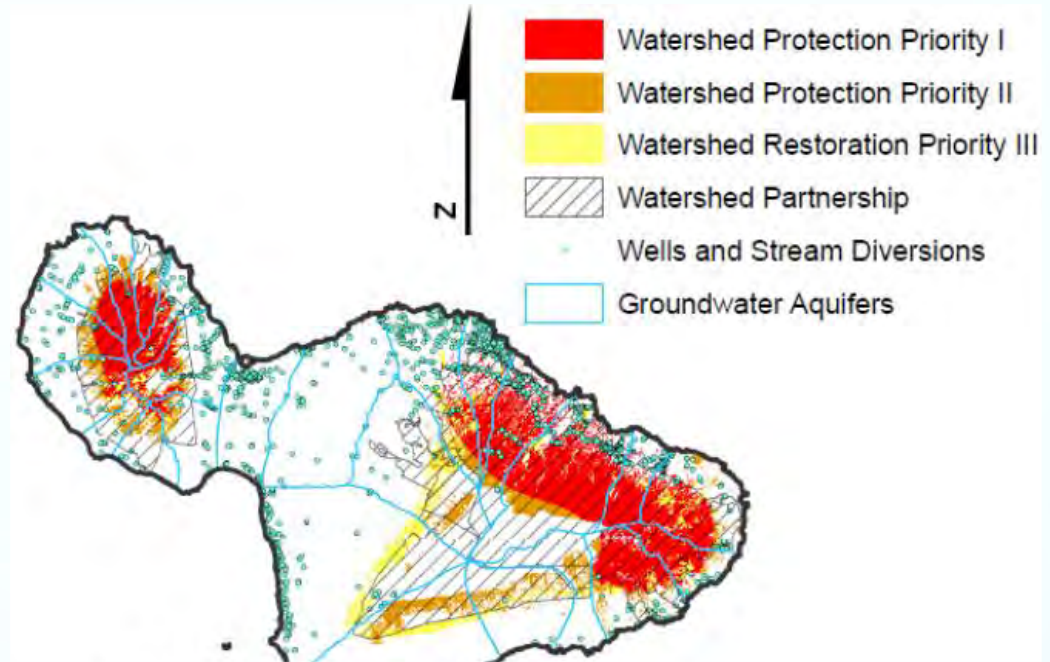 Watershed Protection Priority I
Watershed Protection Priority II
Watershed Restoration Priority III
Watershed Partnership
Wells and Stream Diversions
Groundwater Aquifers
N